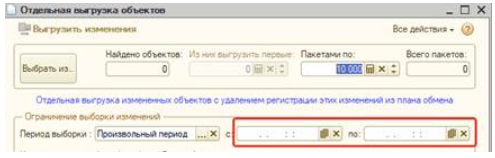 Отдельная выгрузка объектов
Выгрузить изменения Все действия
Найдено объектов: Из них выгрузить первые: Пакетами по: Всего пакетов:
Выбрать из... 0 0 10 000 0
Отдельная выгрузка измененных объектов с удалением регистрации этих изменений из плана обмена
Ограничение выборки изменений
Период выборки: Произвольный период ... × с: . . : : × по: . . : : ×